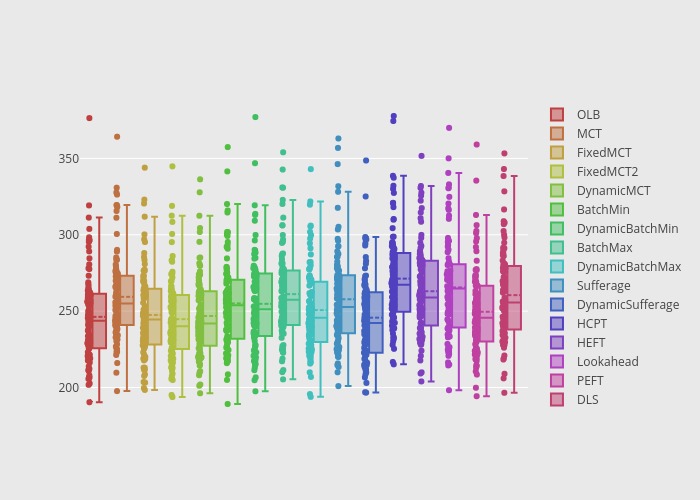 350
300
250
200
OLB
MCT
FixedMCT
FixedMCT2
DynamicMCT
BatchMin
DynamicBatchMin
BatchMax
DynamicBatchMax
Sufferage
DynamicSufferage
HCPT
HEFT
Lookahead
PEFT
DLS